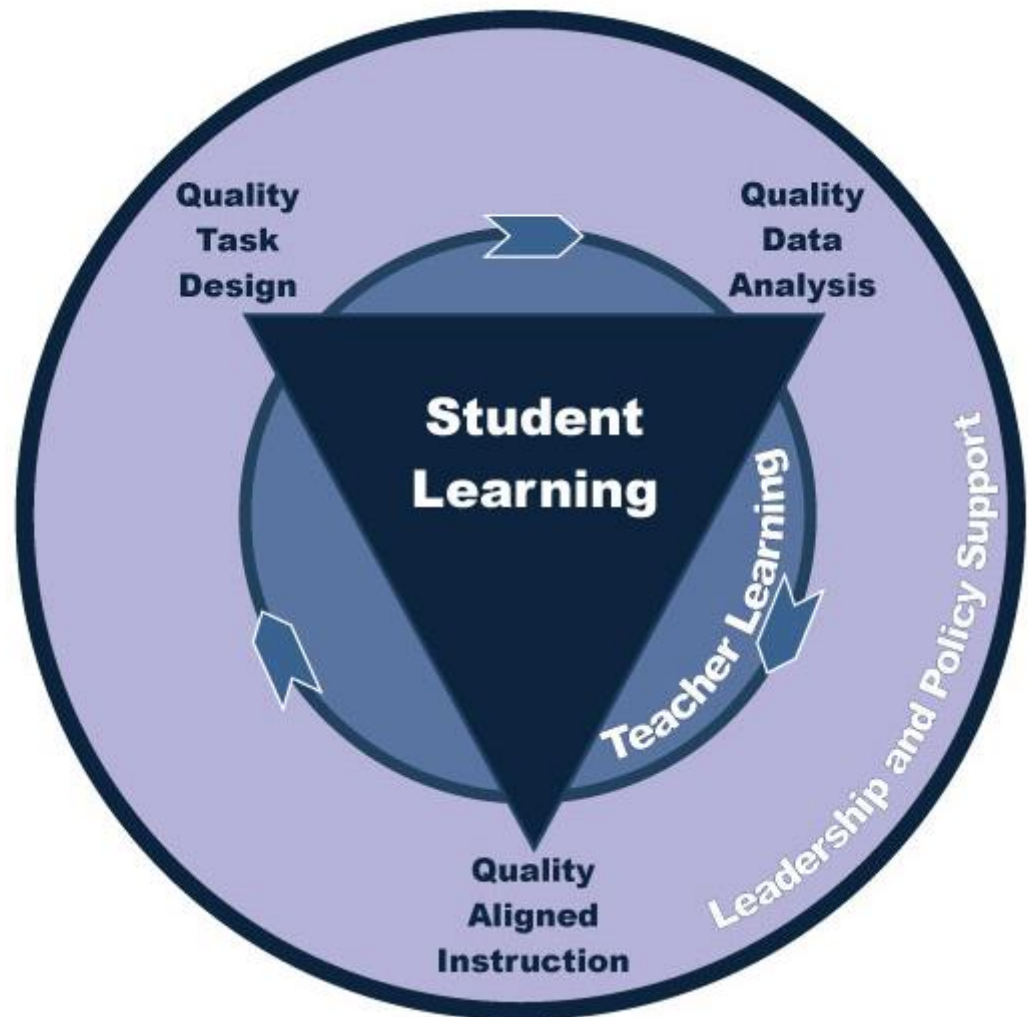 Quality
Task
Design
Quality
Data
Analysis
Student
Learning
Teacher Learning
Leadership and Policy Support
Quality
Aligned
Instruction